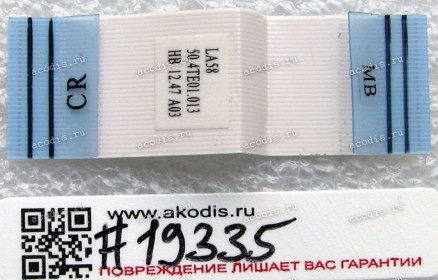 CR
LA58
50.4TE01.013
HB 12.47 A03
MB
www.akodis.ru
#19335
ПОВРЕЖДЕНИЕ ЛИШАЕТ ВАС ГАРАНТИИ